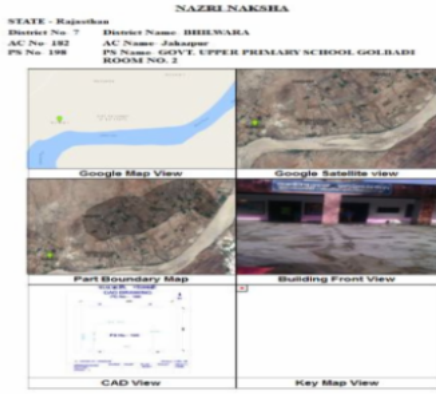 NAZRI NAKSHA
STATE - Rajasthan
District No 7 District Name BHILWARA
AC No 182 AC Name Jahazpur
PS No 198 PS Name GOVT. UPPER PRIMARY SCHOOL GOLBADI
ROOM NO. 2
Google Map View
Google Satellite view
Part Boundary Map
Building Front View
CAD View
Key Map View